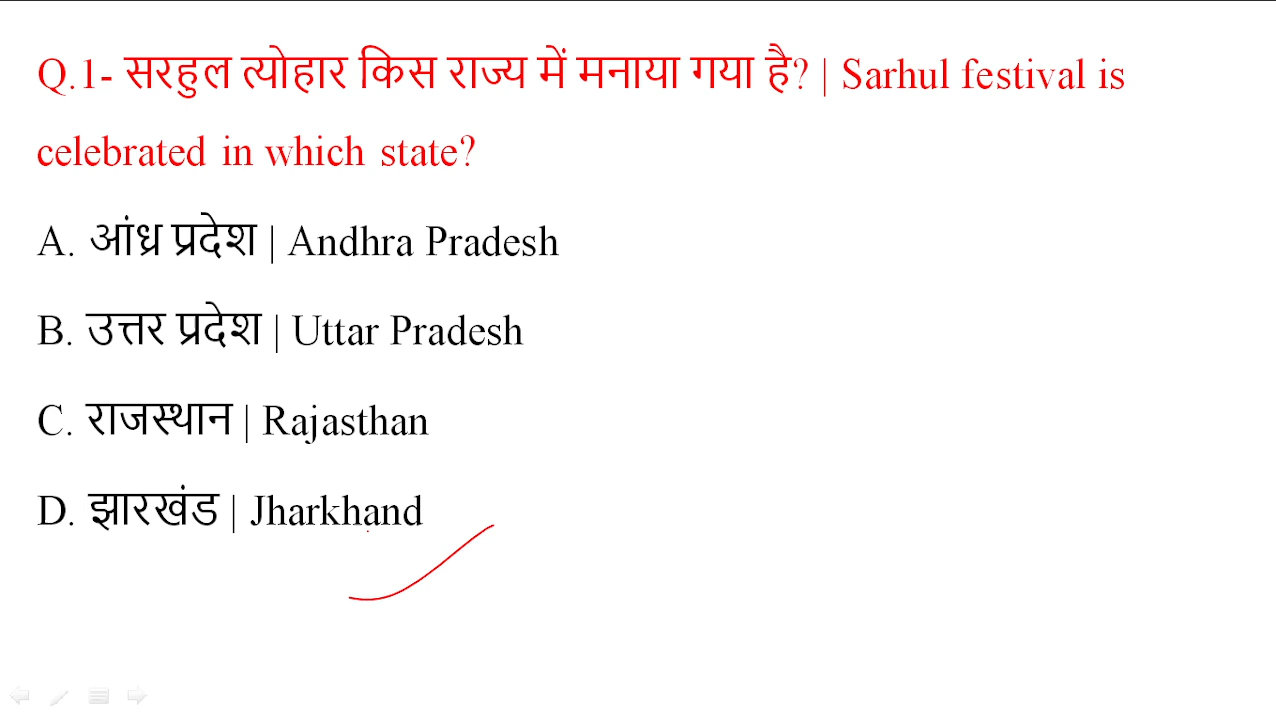 Q.1- सरहुल त्योहार किस राज्य में मनाया गया है? | Sarhul festival is
celebrated in which state?
A. आंध्र प्रदेश | Andhra Pradesh
B. उत्तर प्रदेश | Uttar Pradesh
C. राजस्थान | Rajasthan
D. झारखंड | Jharkhand